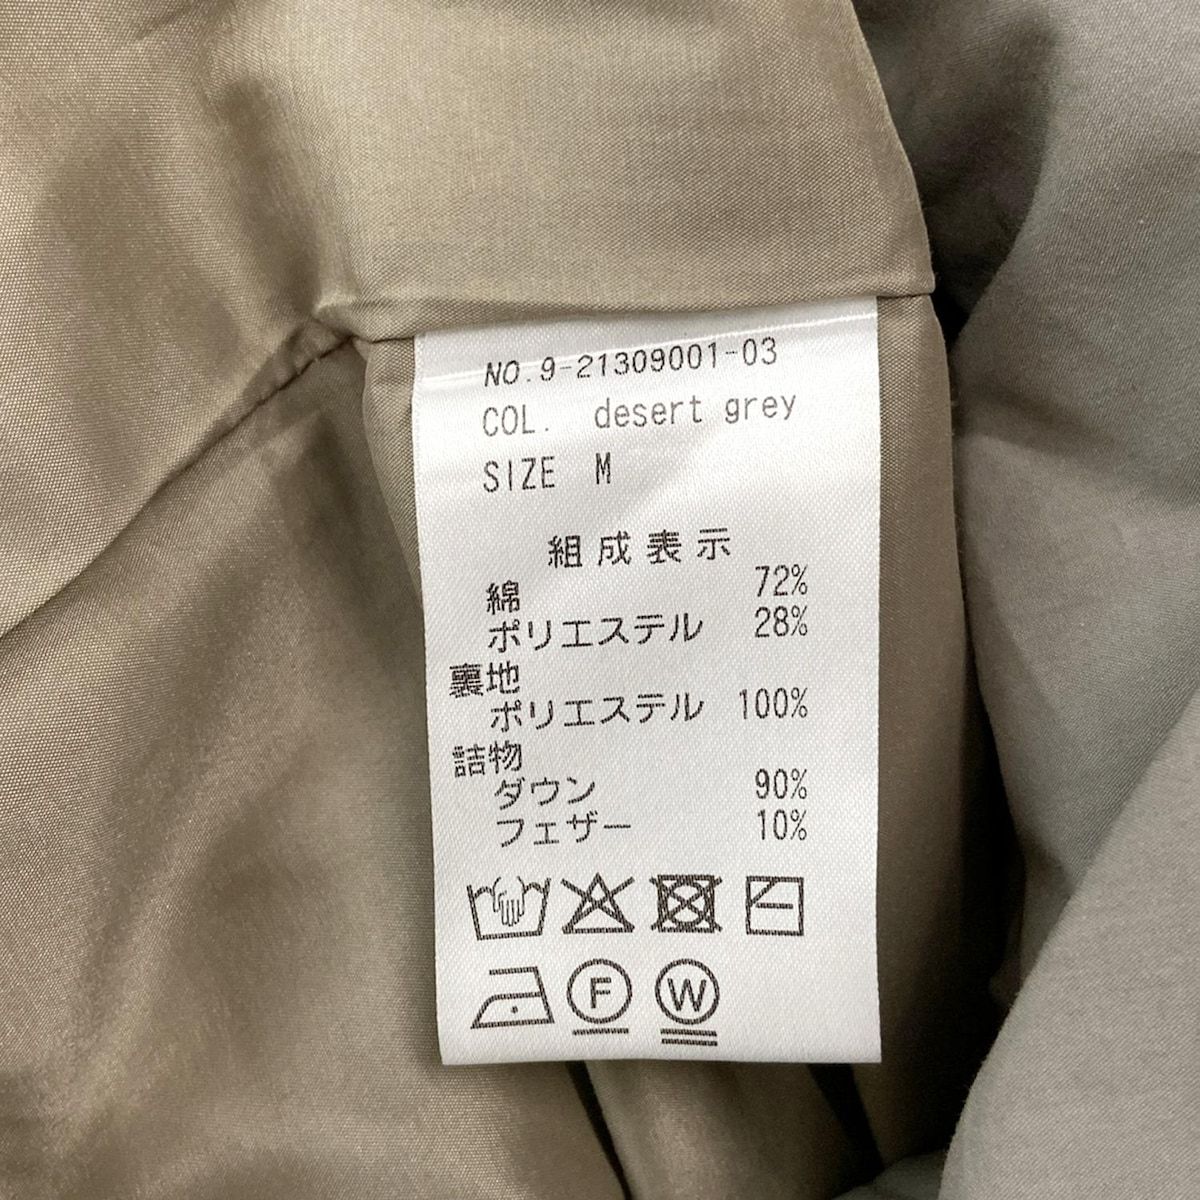 NO.9-21309001-03
COL. desert grey
SIZE M
組成表示
綿 72%
ポリエステル 28%
裏地
ポリエステル 100%
詰物
ダウン 90%
フェザー 10%
F W